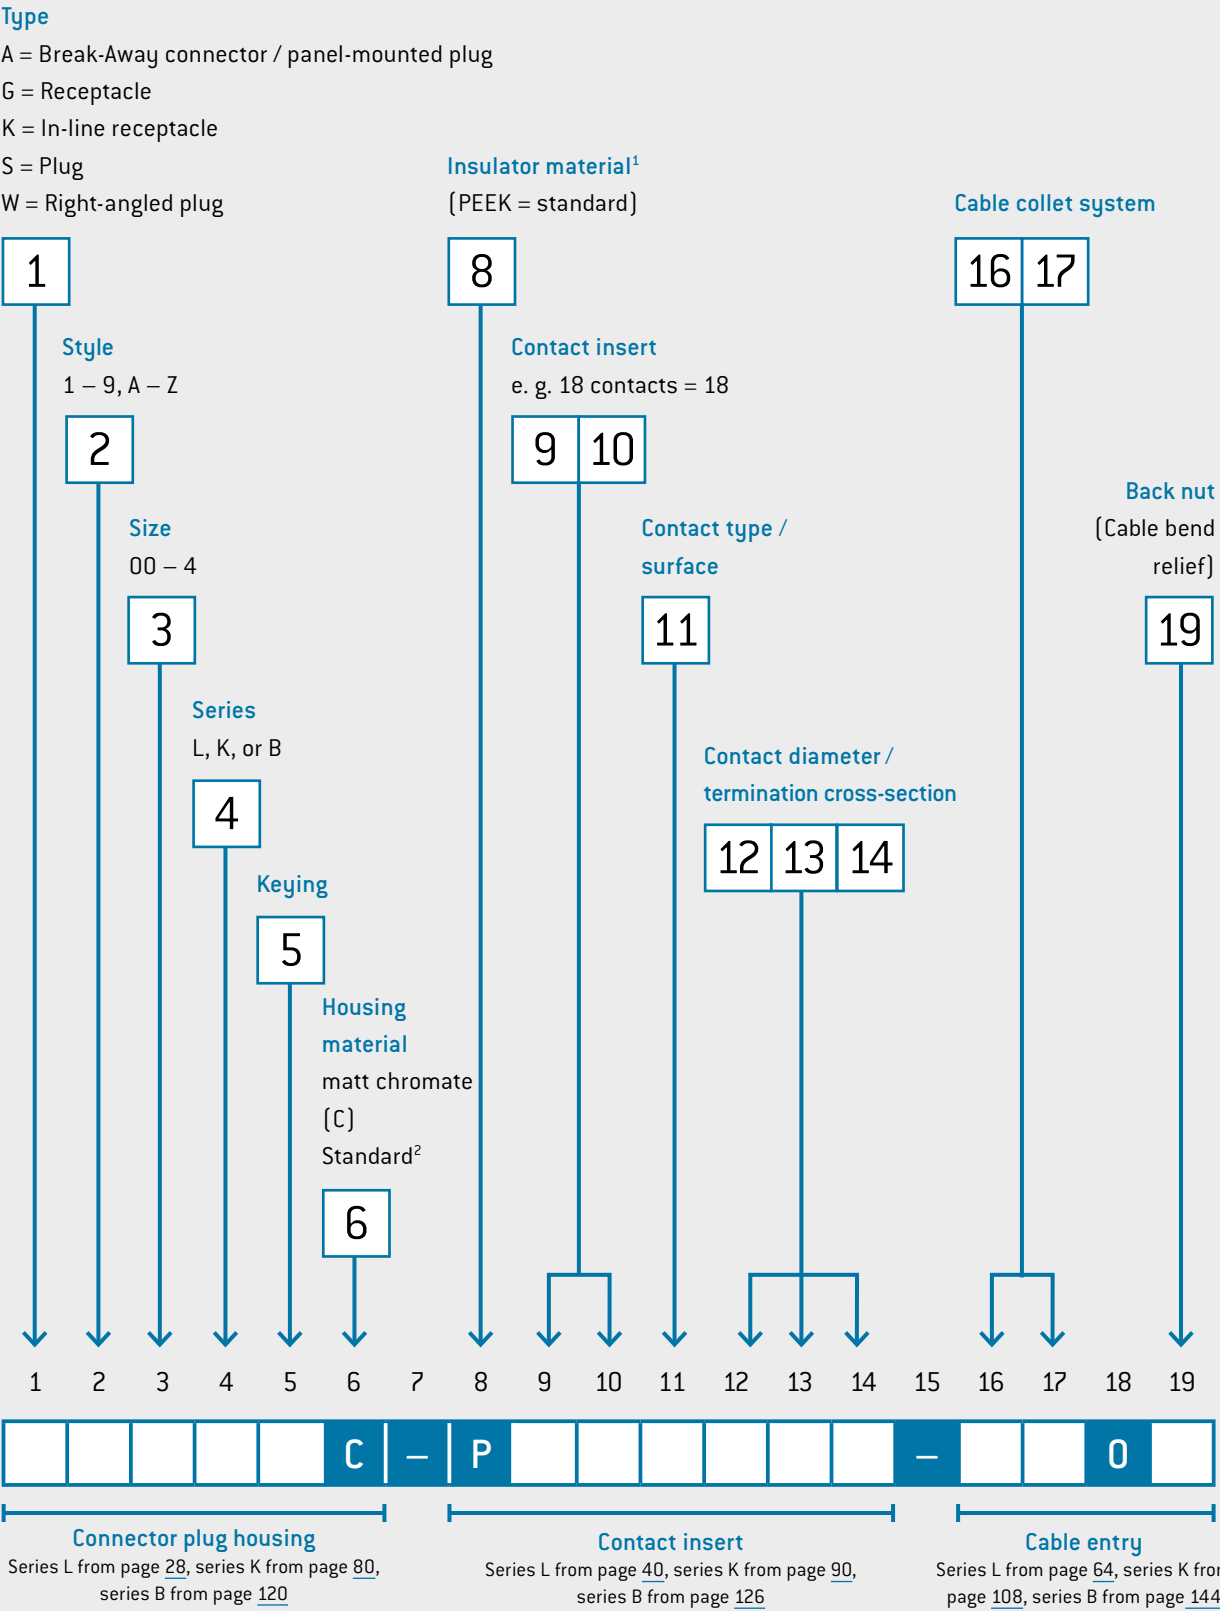 Type
A = Break-Away connector / panel-mounted plug
G = Receptacle
K = In-line receptacle
S = Plug
W = Right-angled plug
1
Insulator material¹
(PEEK = standard)
8
Cable collet system
16 17
Style
1 – 9, A – Z
2
Contact insert
e. g. 18 contacts = 18
9 10
Size
00 – 4
3
Contact type /
surface
11
Back nut
(Cable bend
relief)
19
Series
L, K, or B
4
Contact diameter /
termination cross-section
12 13 14
Keying
5
Housing
material
matt chromate
(C)
Standard²
6
1 2 3 4 5 6 7 8 9 10 11 12 13 14 15 16 17 18 19
C – P – 0
Connector plug housing
Series L from page 28, series K from page 80,
series B from page 120
Contact insert
Series L from page 40, series K from page 90,
series B from page 126
Cable entry
Series L from page 64, series K
page 108, series B from page 144